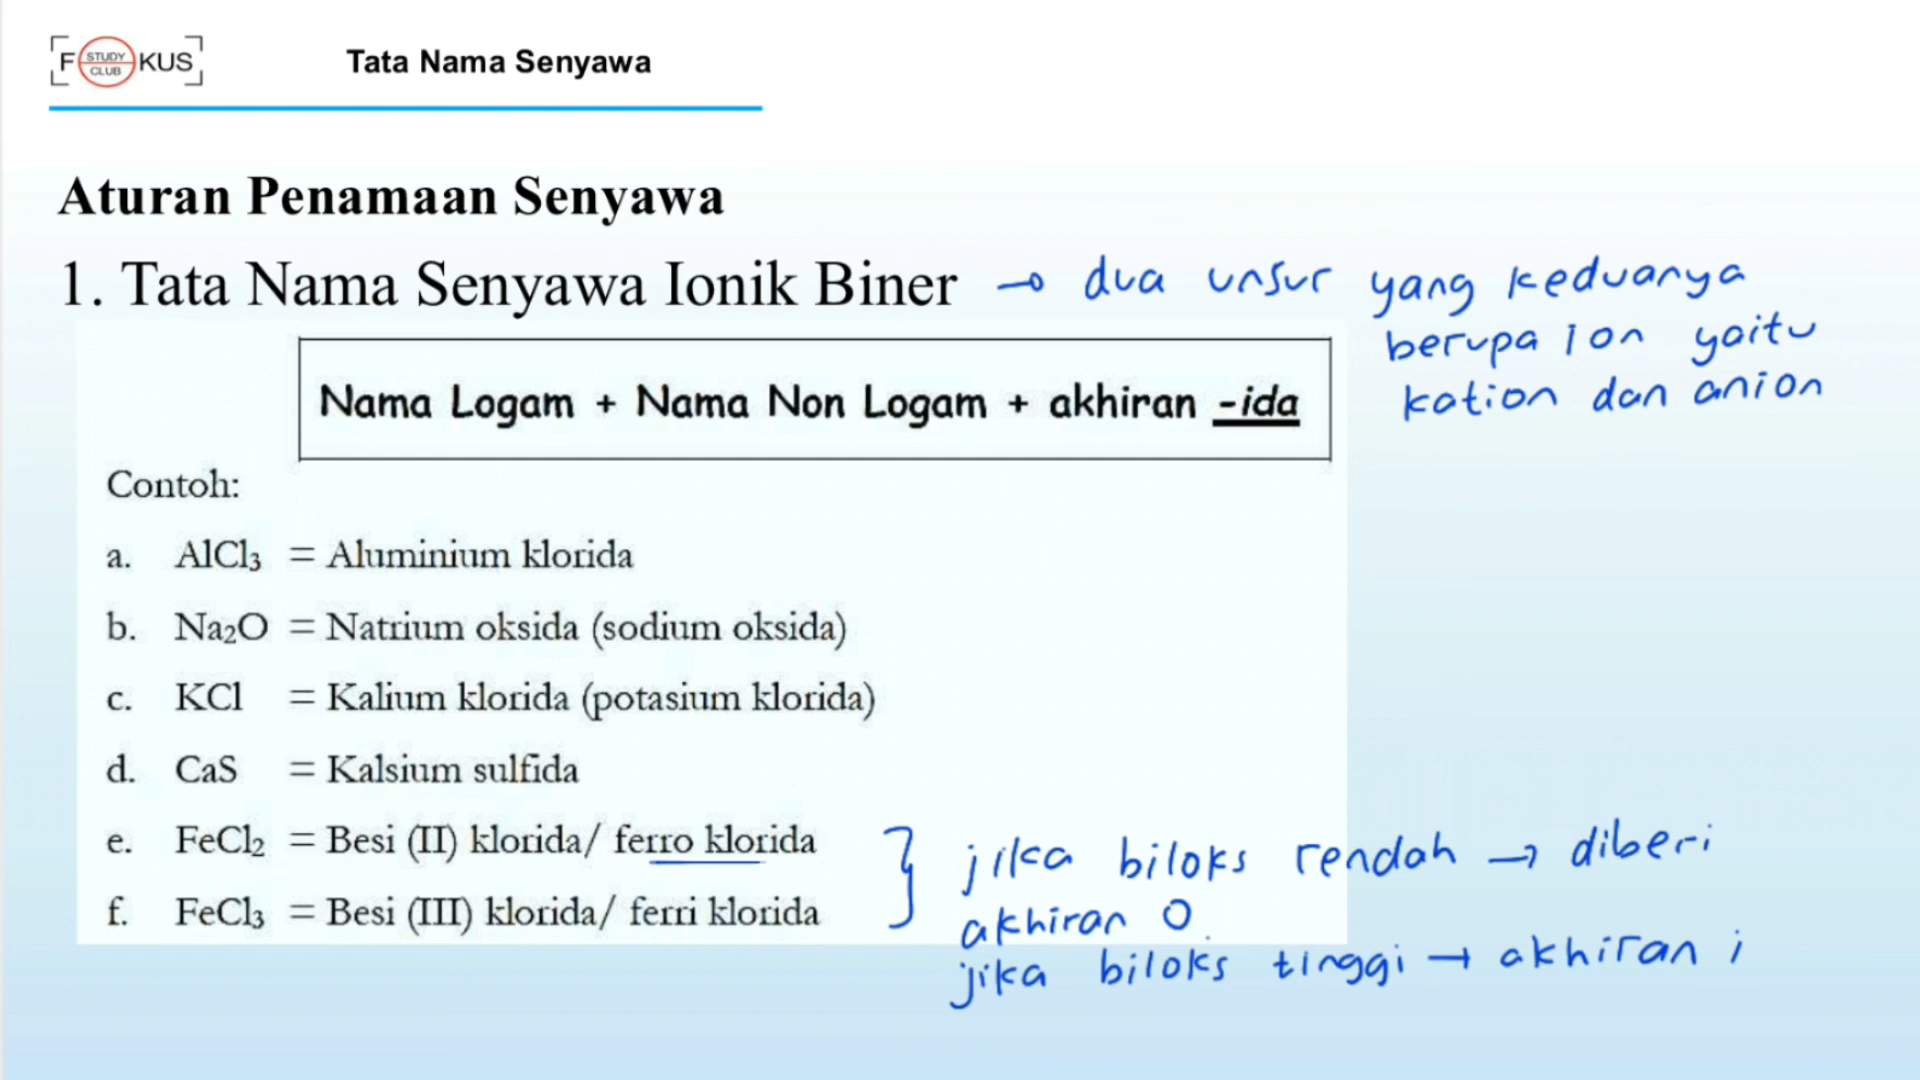 FOKUS STUDY CLUB
Tata Nama Senyawa
Aturan Penamaan Senyawa
1. Tata Nama Senyawa Ionik Biner → dua unsur yang keduanya
berupa ion yaitu
kation dan anion
Nama Logam + Nama Non Logam + akhiran -ida
Contoh:
a. AlCl₃ = Aluminium klorida
b. Na₂O = Natrium oksida (sodium oksida)
c. KCl = Kalium klorida (potasium klorida)
d. CaS = Kalsium sulfida
e. FeCl₂ = Besi (II) klorida/ ferro klorida
f. FeCl₃ = Besi (III) klorida/ ferri klorida
jika biloks rendah → diberi
akhiran O.
jika biloks tinggi → akhiran i